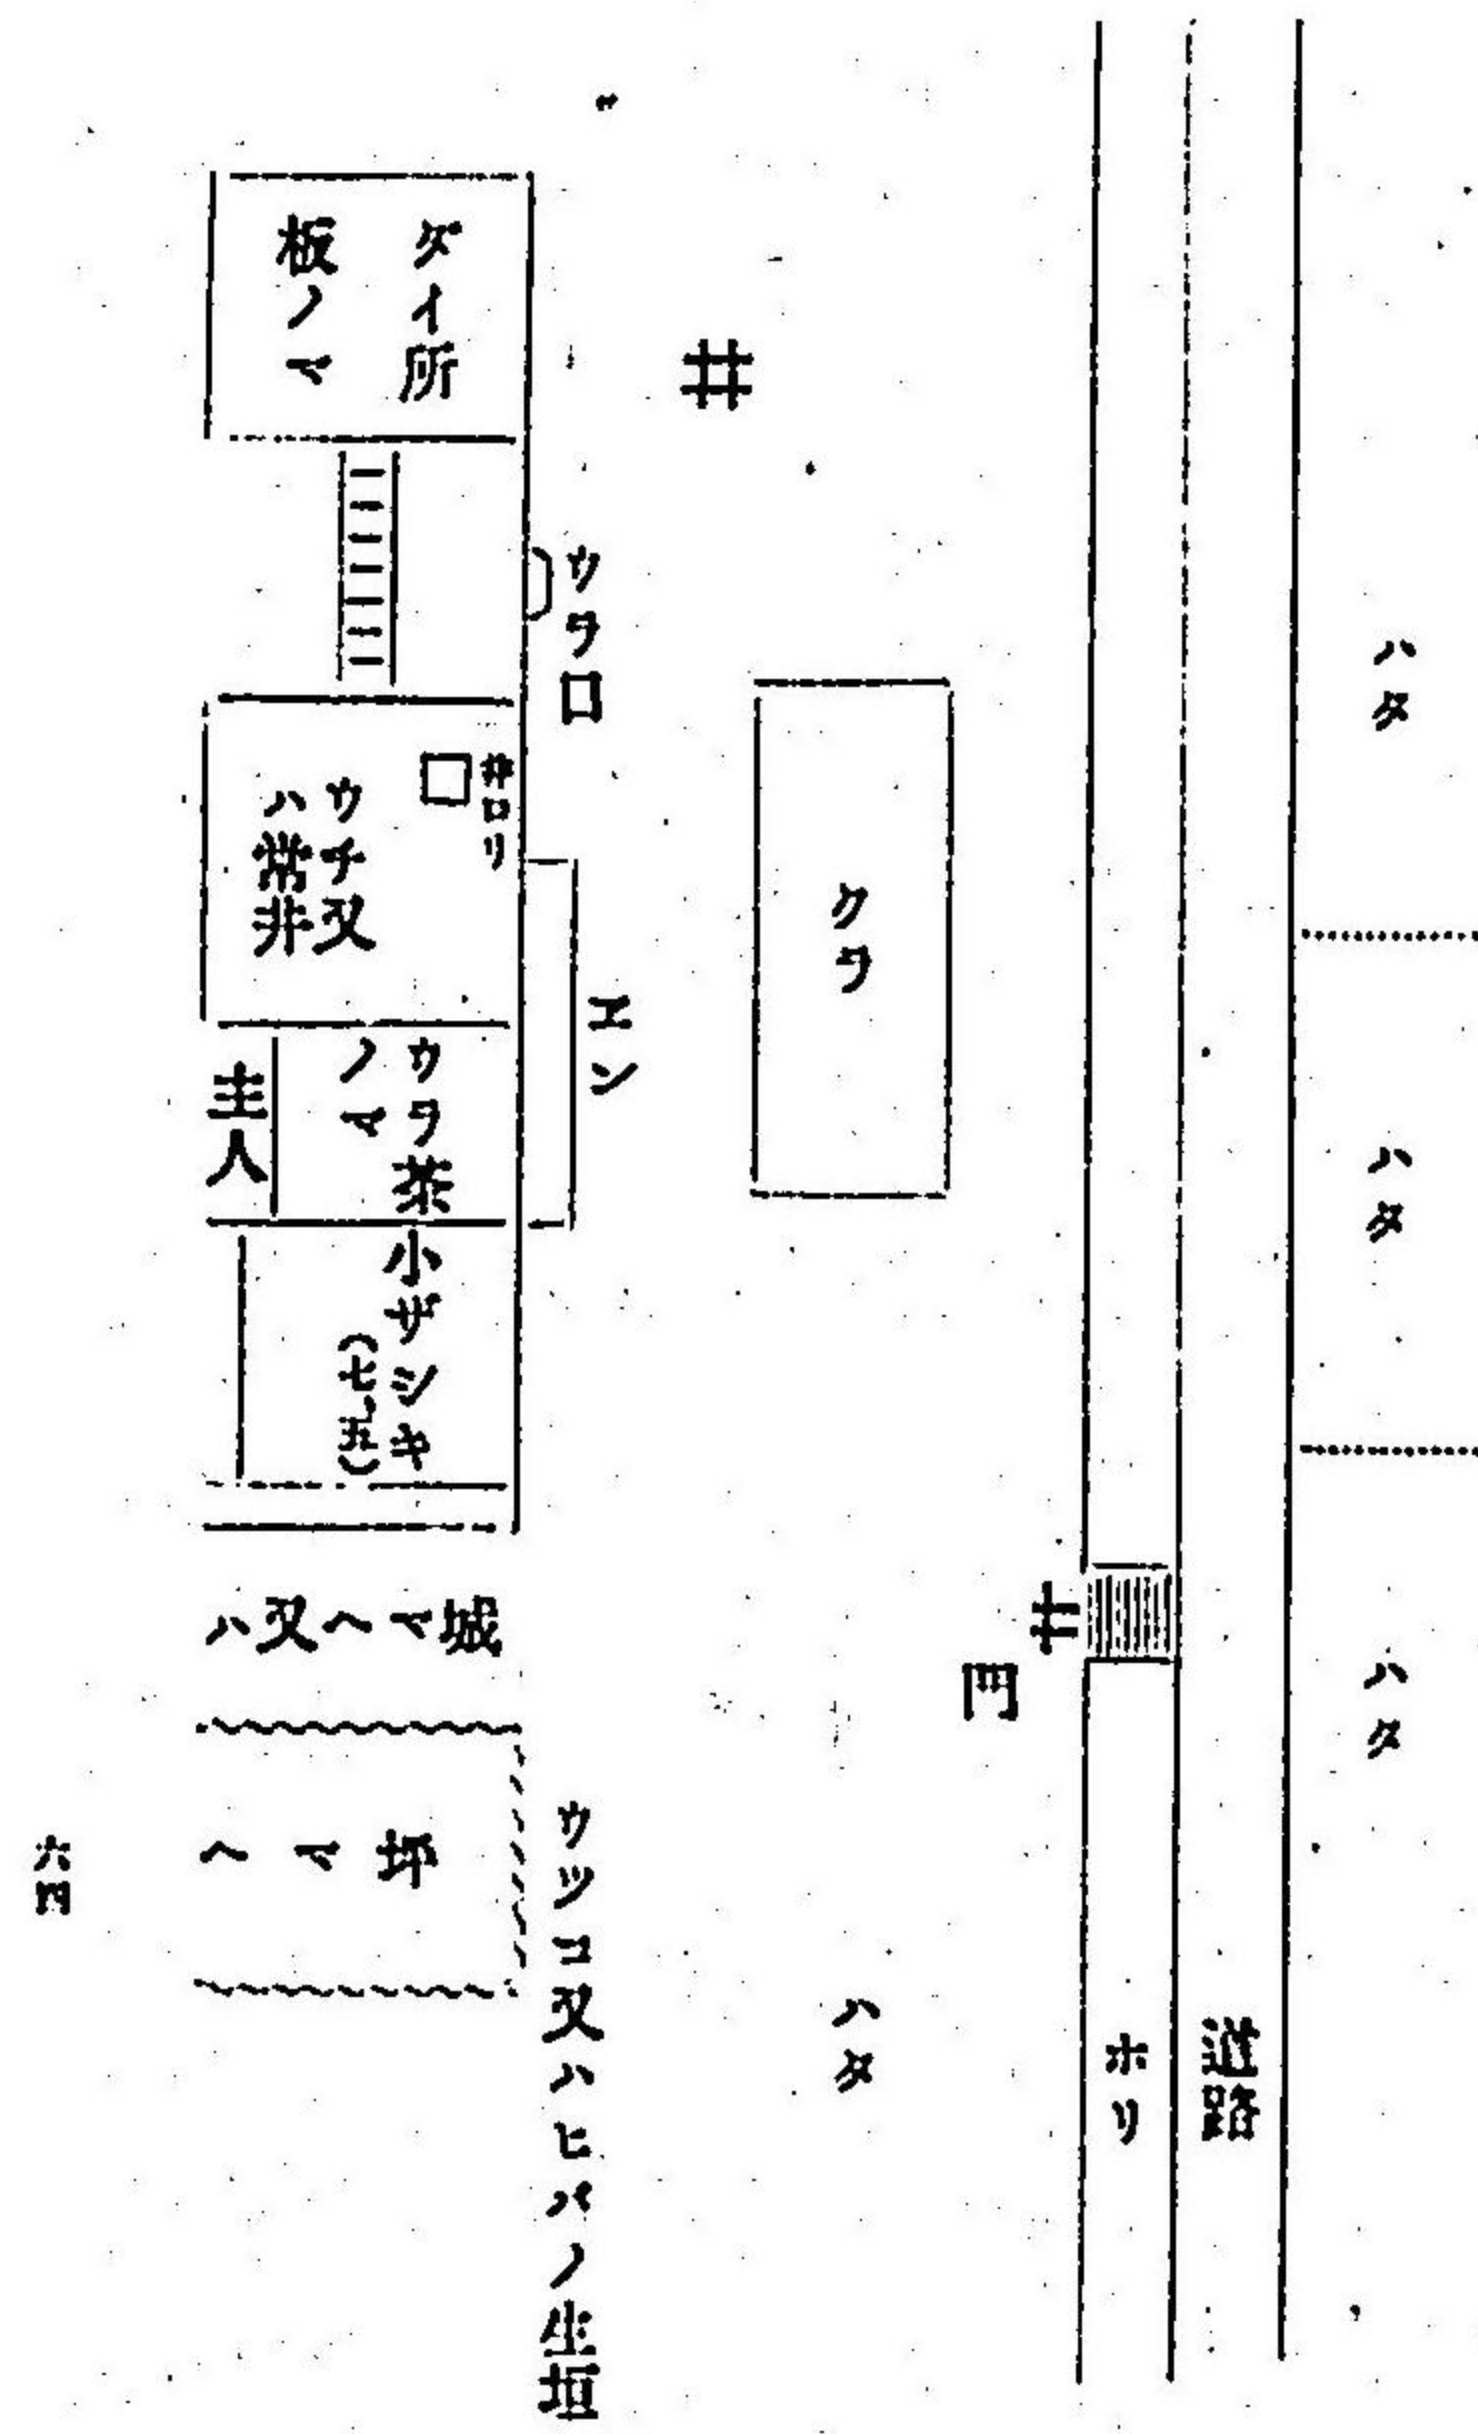 ハタ
ハタ
ハタ
道路
ホリ
井
門
クワ
ハタ
井
ウラ口
エン
ウツコ又ハヒバノ生垣
ダイ所
板ノマ
井ロリ
ウチ又
ハ常井
ウラ茶
ノマ
主人
小ザシキ
(七、五)
城マヘ又ハ
坪マヘ
六四